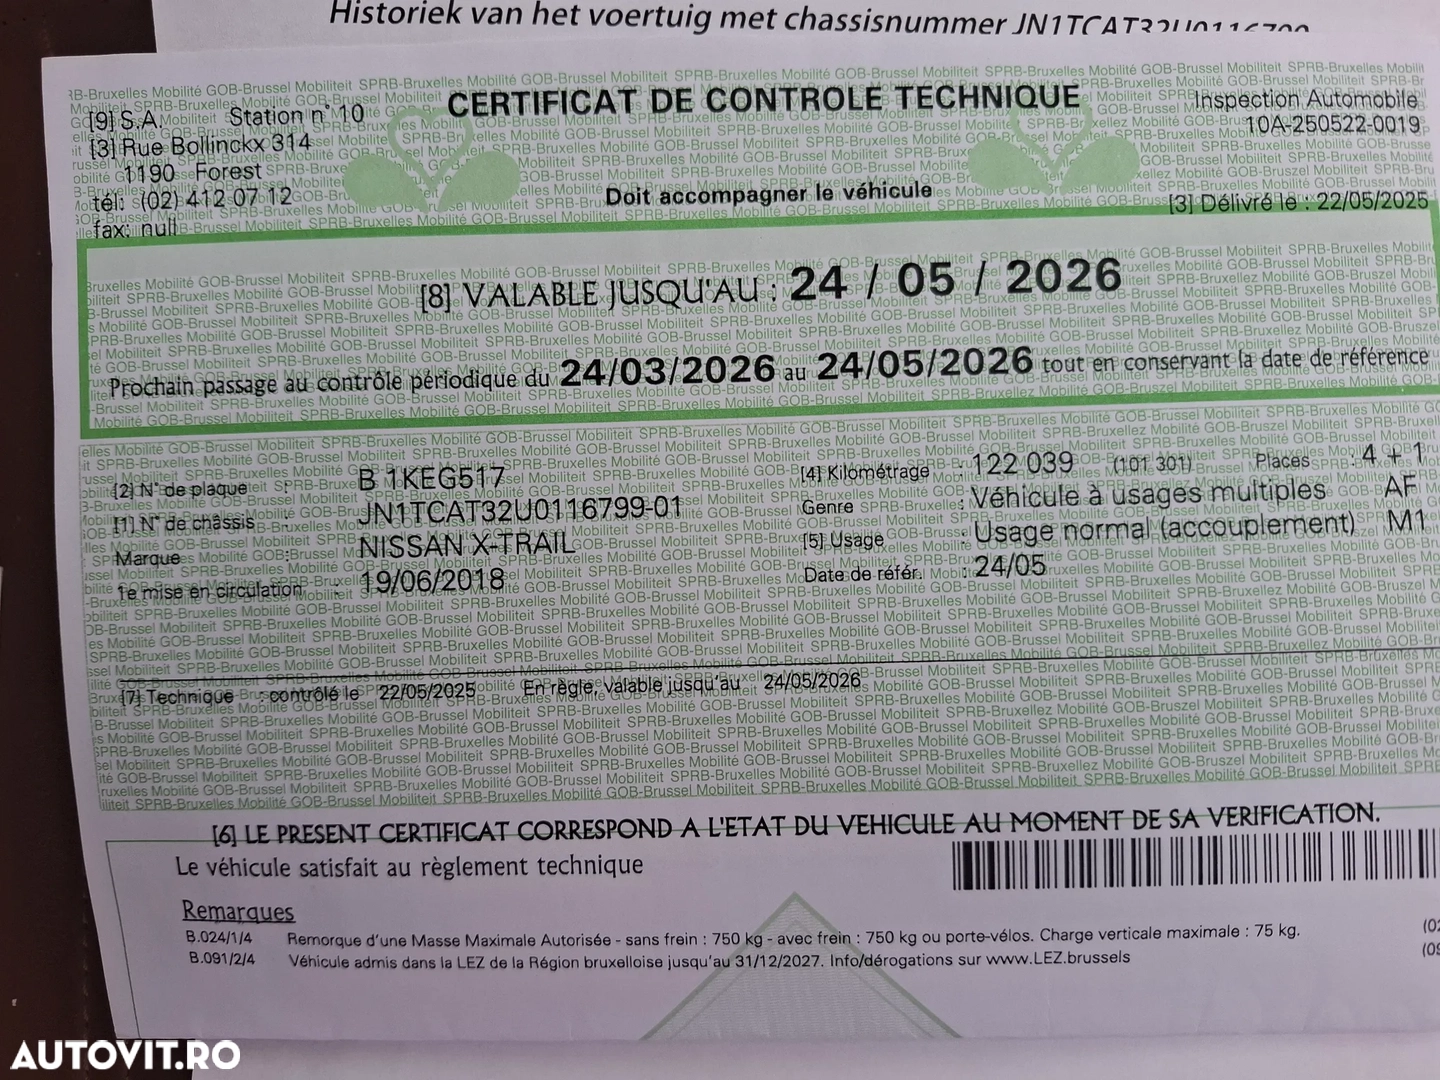 Historiek van het voertuig met chassisnummer JN1TCAT32U0116799
[9] S.A. Station n° 10
CERTIFICAT DE CONTROLE TECHNIQUE
Inspection Automobile
10A-250522-0019
[3] Rue Bollinckx 314
1190 Forest
tél: (02) 412 07 12
fax: null
Doit accompagner le véhicule
[3] Délivré le : 22/05/2025
[8] VALABLE JUSQU'AU : 24 / 05 / 2026
Prochain passage au contrôle périodique du 24/03/2026 au 24/05/2026 tout en conservant la date de référence
[2] N° de plaque : B 1KEG517
[4] Kilométrage : 122 039 (101 301) Places : 4 + 1
[1] N° de châssis : JN1TCAT32U0116799-01
Genre : Véhicule à usages multiples AF
Marque : NISSAN X-TRAIL
[5] Usage : Usage normal (accouplement) M1
1e mise en circulation : 19/06/2018
Date de référ. : 24/05
[7] Technique : contrôlé le 22/05/2025 En règle, valable jusqu'au 24/05/2026
[6] LE PRESENT CERTIFICAT CORRESPOND A L'ETAT DU VEHICULE AU MOMENT DE SA VERIFICATION.
Le véhicule satisfait au règlement technique
Remarques
B.024/1/4 Remorque d'une Masse Maximale Autorisée - sans frein : 750 kg - avec frein : 750 kg ou porte-vélos. Charge verticale maximale : 75 kg.
B.091/2/4 Véhicule admis dans la LEZ de la Région bruxelloise jusqu'au 31/12/2027. Info/dérogations sur www.LEZ.brussels
AUTOVIT.RO